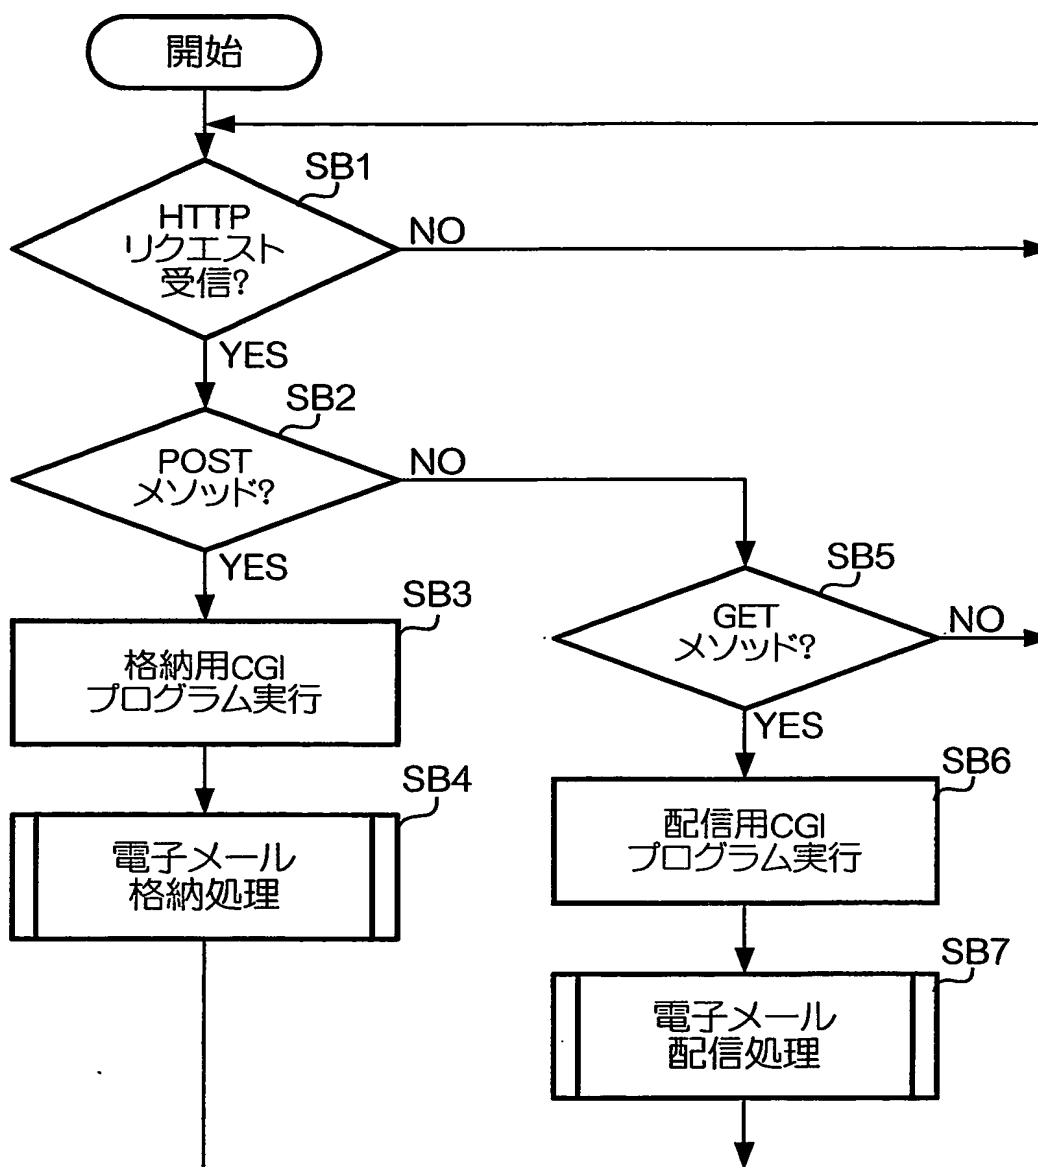 開始
SB1
HTTP
リクエスト
受信?
NO
YES
SB2
POST
メソッド?
NO
YES
SB3
格納用CGI
プログラム実行
SB4
電子メール
格納処理
SB5
GET
メソッド?
NO
YES
SB6
配信用CGI
プログラム実行
SB7
電子メール
配信処理